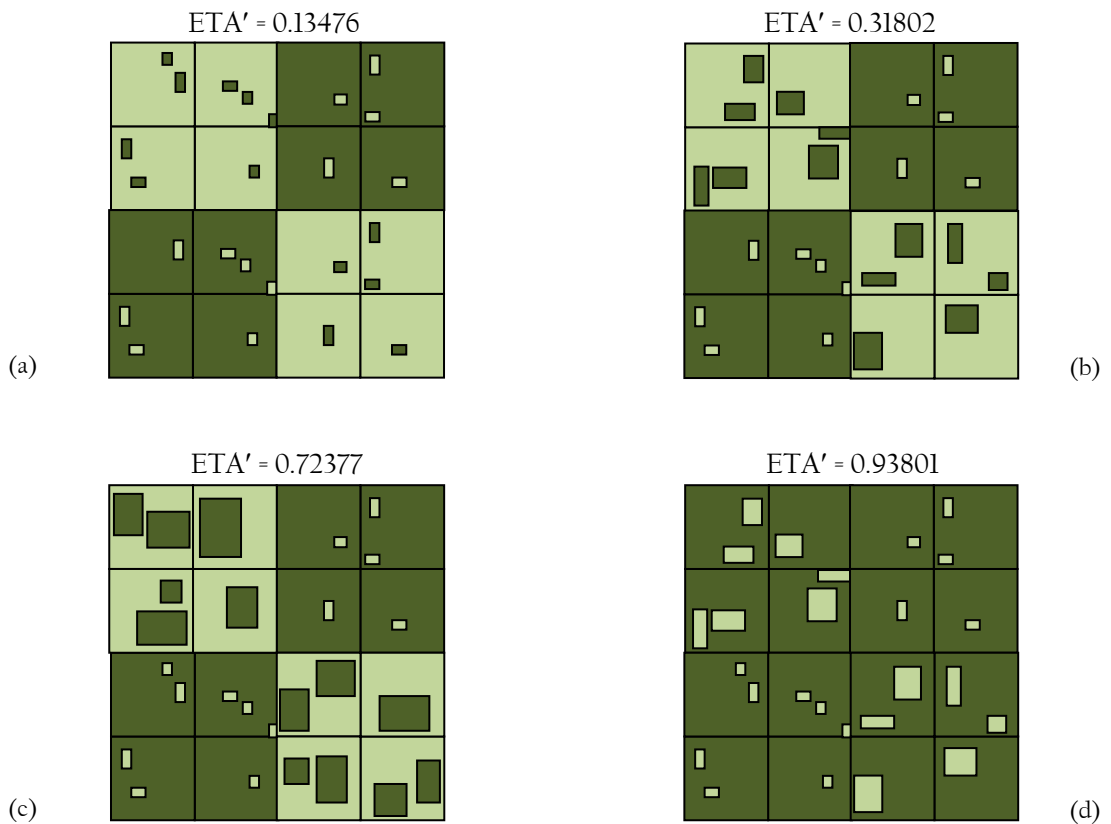 ETA′ = 0.13476
ETA′ = 0.31802
(a)
(b)
ETA′ = 0.72377
ETA′ = 0.93801
(c)
(d)